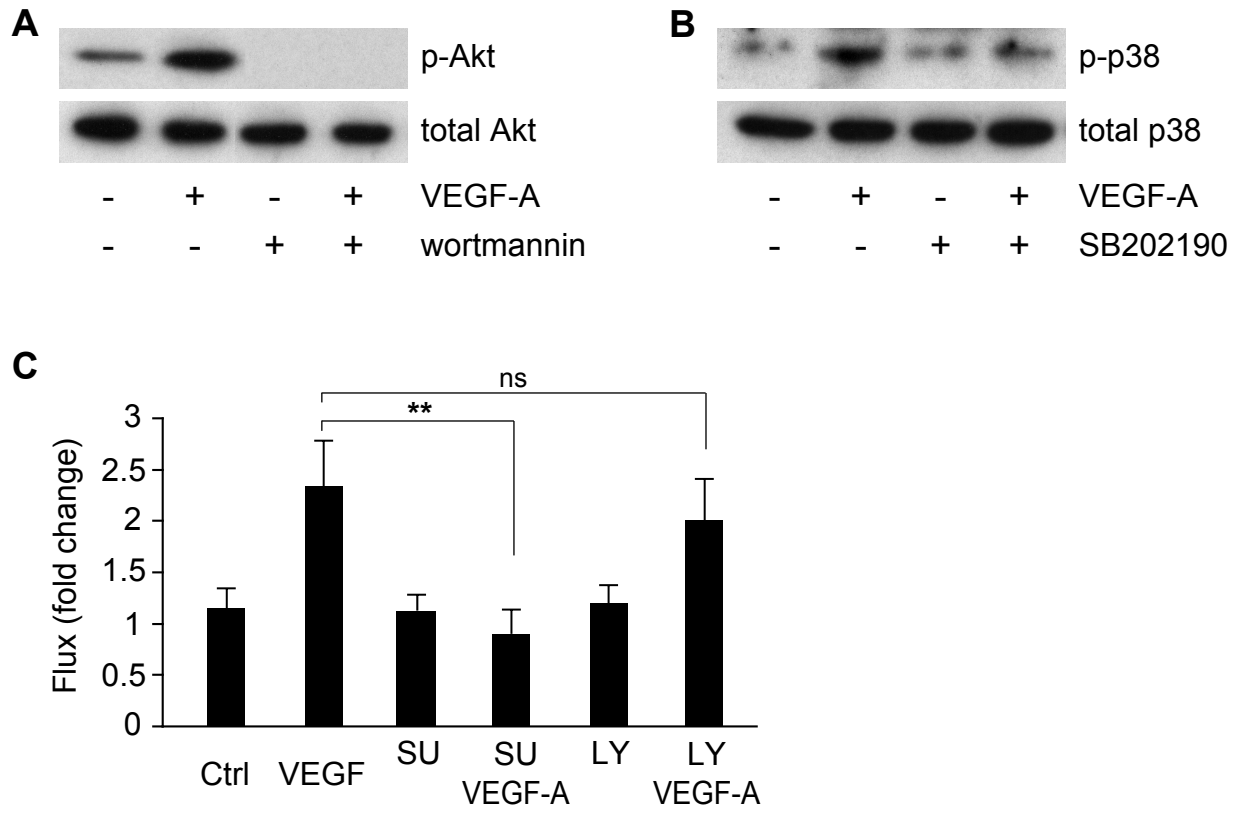 A
p-Akt
total Akt
- + - + VEGF-A
- - + + wortmannin
B
p-p38
total p38
- + - + VEGF-A
- - + + SB202190
C
ns
**
Flux (fold change)
3
2.5
2
1.5
1
0.5
0
Ctrl
VEGF
SU
SU
VEGF-A
LY
LY
VEGF-A